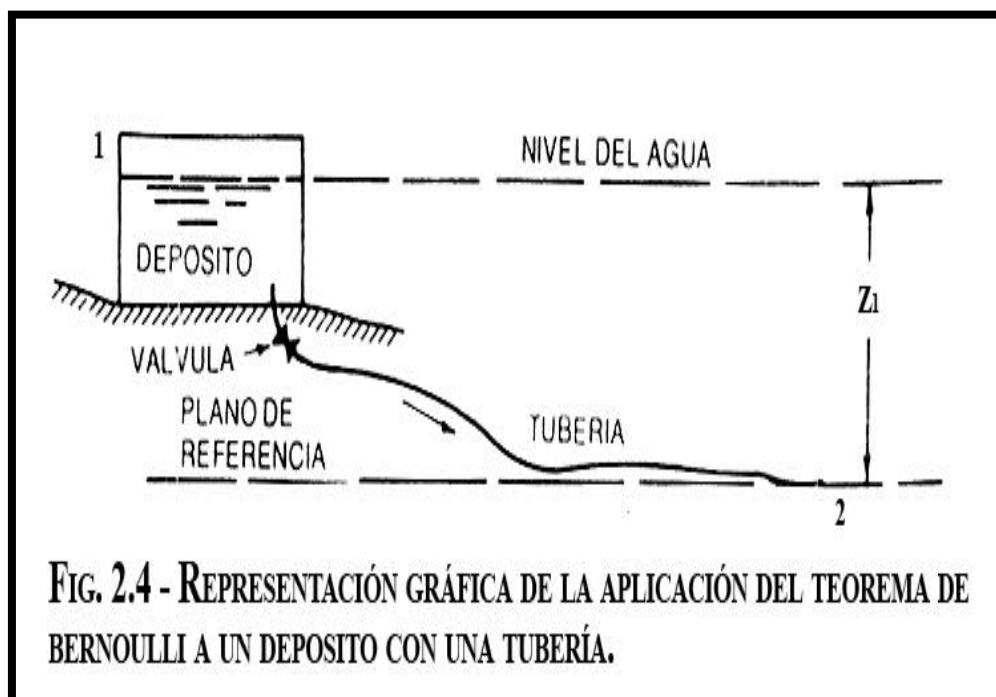 1
NIVEL DEL AGUA
DEPOSITO
Z1
VALVULA
PLANO DE
REFERENCIA
TUBERIA
2
FIG. 2.4 - REPRESENTACIÓN GRÁFICA DE LA APLICACIÓN DEL TEOREMA DE
BERNOULLI A UN DEPOSITO CON UNA TUBERÍA.